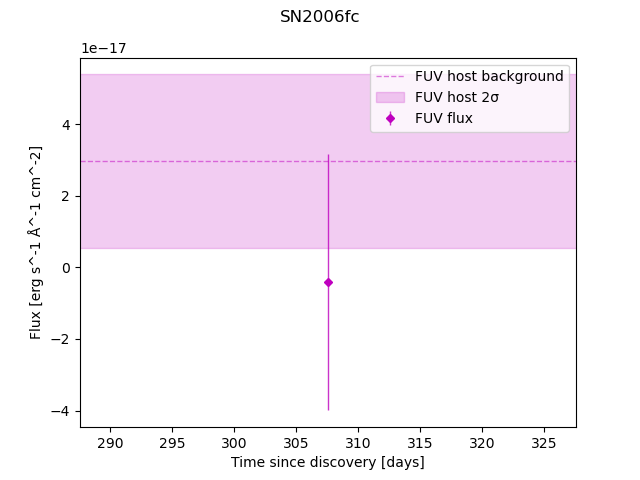 SN2006fc
1e−17
FUV host background
FUV host 2σ
FUV flux
4
2
0
−2
−4
Flux [erg s^-1 Å^-1 cm^-2]
290 295 300 305 310 315 320 325
Time since discovery [days]